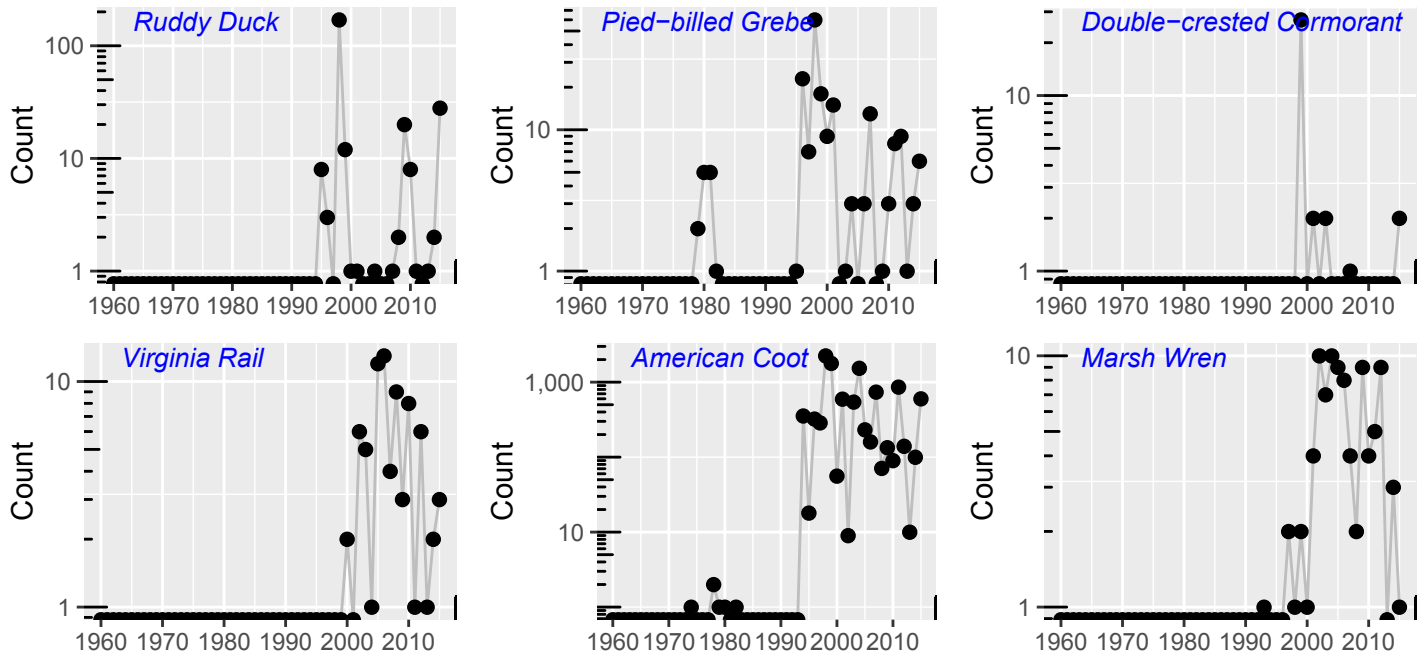 Ruddy Duck
Count
100
10
1
1960 1970 1980 1990 2000 2010
Pied−billed Grebe
Count
10
1
1960 1970 1980 1990 2000 2010
Double−crested Cormorant
Count
10
1
1960 1970 1980 1990 2000 2010
Virginia Rail
Count
10
1
1960 1970 1980 1990 2000 2010
American Coot
Count
1,000
10
1960 1970 1980 1990 2000 2010
Marsh Wren
Count
10
1
1960 1970 1980 1990 2000 2010